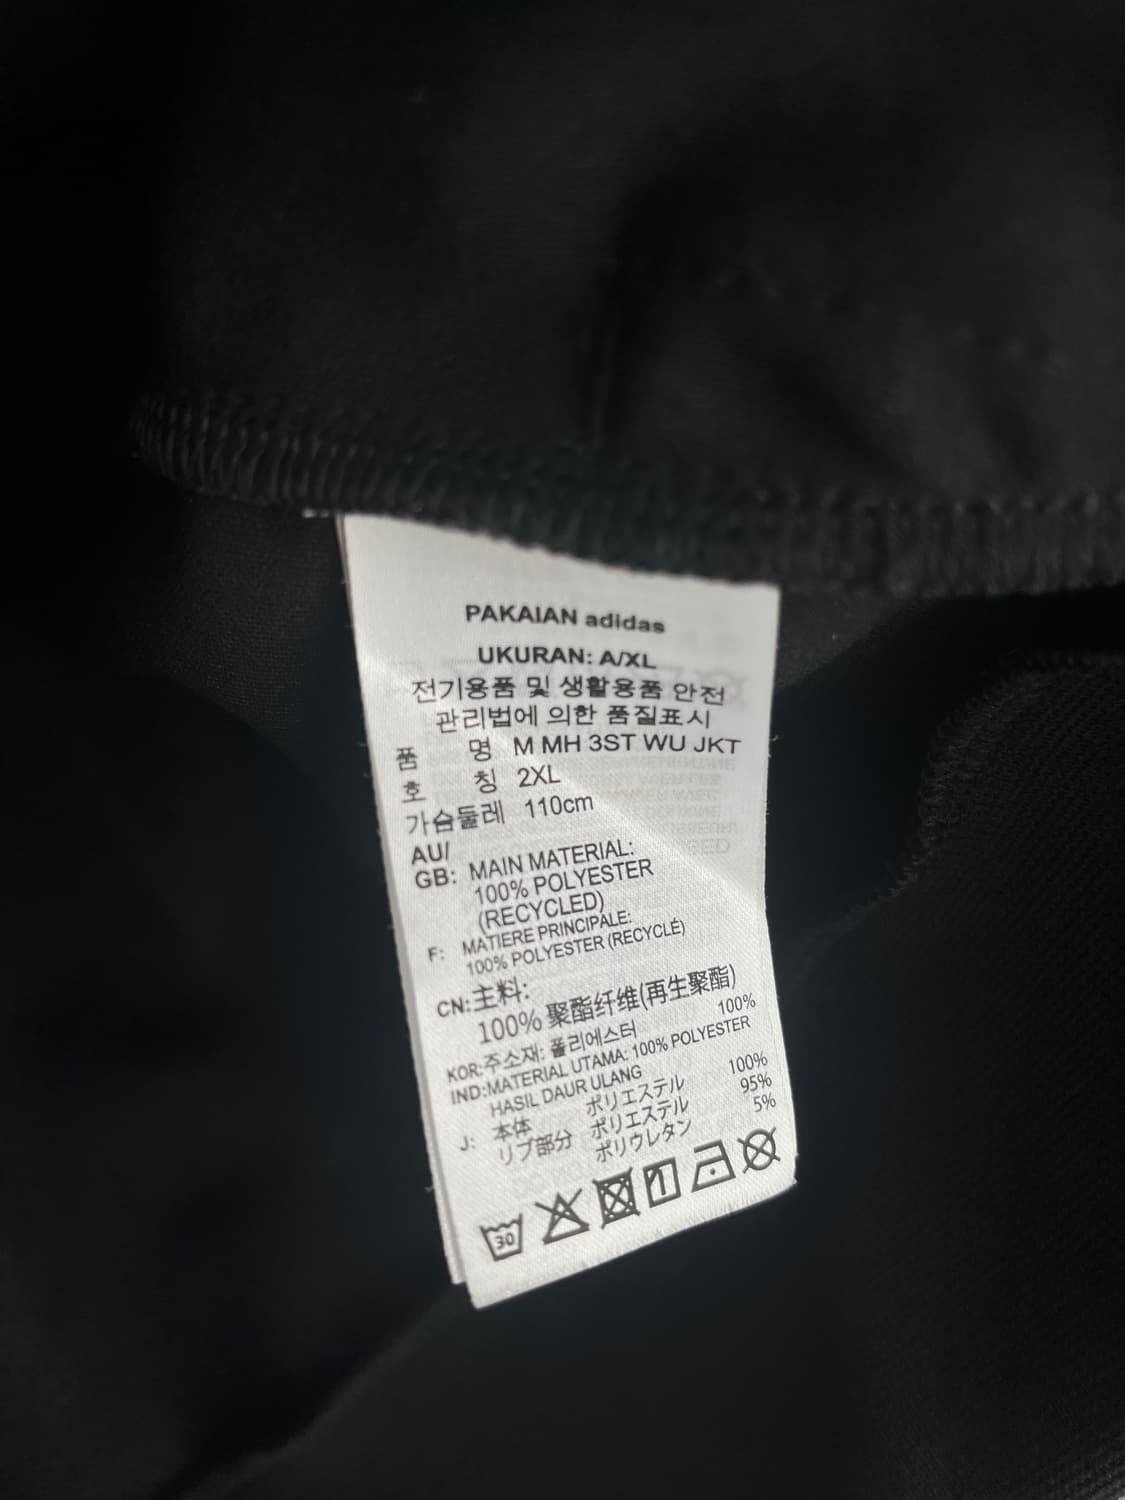 PAKAIAN adidas
UKURAN: A/XL
전기용품 및 생활용품 안전
관리법에 의한 품질표시
품 명 M MH 3ST WU JKT
호 칭 2XL
가슴둘레 110cm
AU/
GB: MAIN MATERIAL:
100% POLYESTER
(RECYCLED)
F: MATIERE PRINCIPALE:
100% POLYESTER (RECYCLÉ)
CN:主料:
100% 聚酯纤维(再生聚酯)
KOR:주소재: 폴리에스터 100%
IND:MATERIAL UTAMA: 100% POLYESTER
HASIL DAUR ULANG
J: 本体 ポリエステル 100%
リブ部分 ポリエステル 95%
ポリウレタン 5%
30